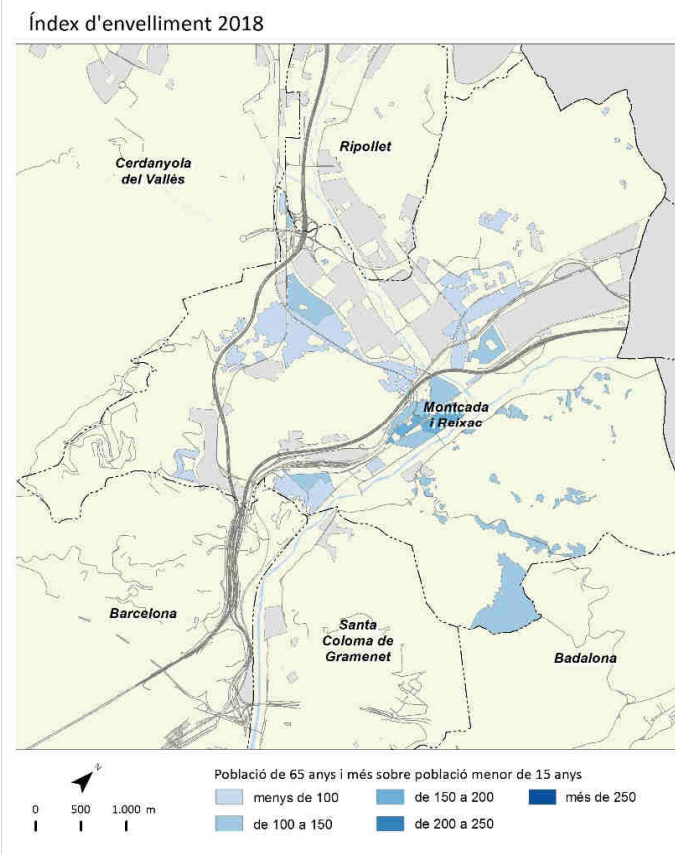 Índex d'envelliment 2018
Ripollet
Cerdanyola
del Vallès
Montcada
i Reixac
Barcelona
Santa
Coloma de
Gramenet
Badalona
N
0 500 1.000 m
Població de 65 anys i més sobre població menor de 15 anys
menys de 100
de 150 a 200
més de 250
de 100 a 150
de 200 a 250